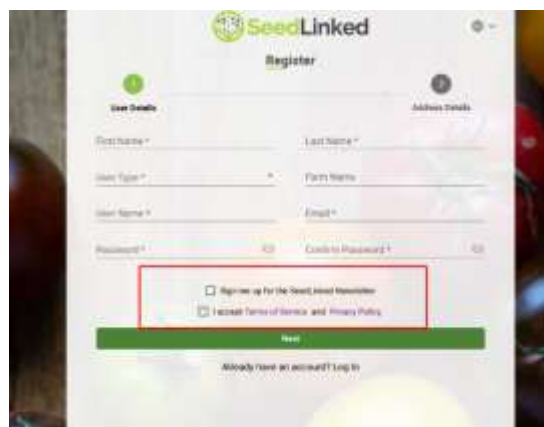 SeedLinked
Register
1
2
User Details
Address Details
First Name *
Last Name *
User Type *
Farm Name
User Name *
Email *
Password *
Confirm Password *
Sign me up for the SeedLinked Newsletter
I accept Terms of Service and Privacy Policy
Next
Already have an account? Log In